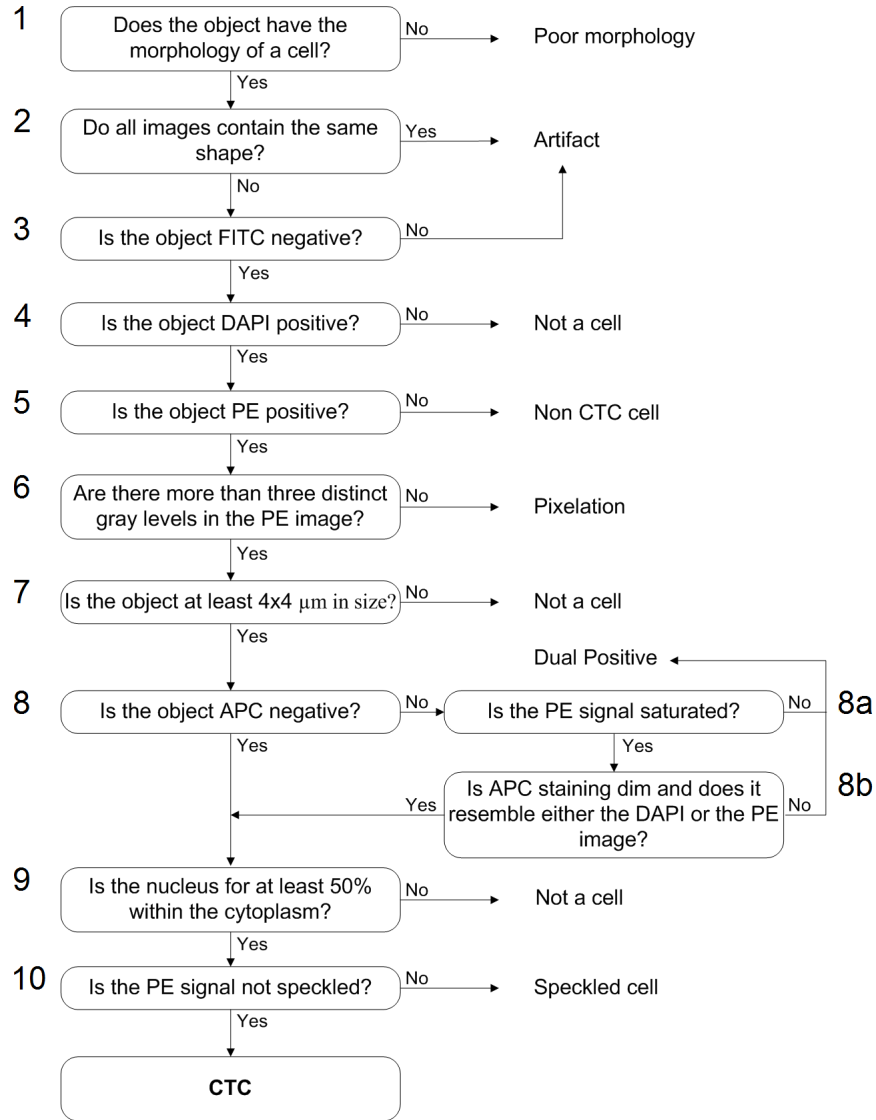 1
Does the object have the
morphology of a cell?
No
Poor morphology
Yes
2
Do all images contain the same
shape?
Yes
Artifact
No
3
Is the object FITC negative?
No
Yes
4
Is the object DAPI positive?
No
Not a cell
Yes
5
Is the object PE positive?
No
Non CTC cell
Yes
6
Are there more than three distinct
gray levels in the PE image?
No
Pixelation
Yes
7
Is the object at least 4x4 µm in size?
No
Not a cell
Yes
Dual Positive
8
Is the object APC negative?
No
Is the PE signal saturated?
No
8a
Yes
Yes
8b
Is APC staining dim and does it
resemble either the DAPI or the PE
image?
Yes
No
9
Is the nucleus for at least 50%
within the cytoplasm?
No
Not a cell
Yes
10
Is the PE signal not speckled?
No
Speckled cell
Yes
CTC